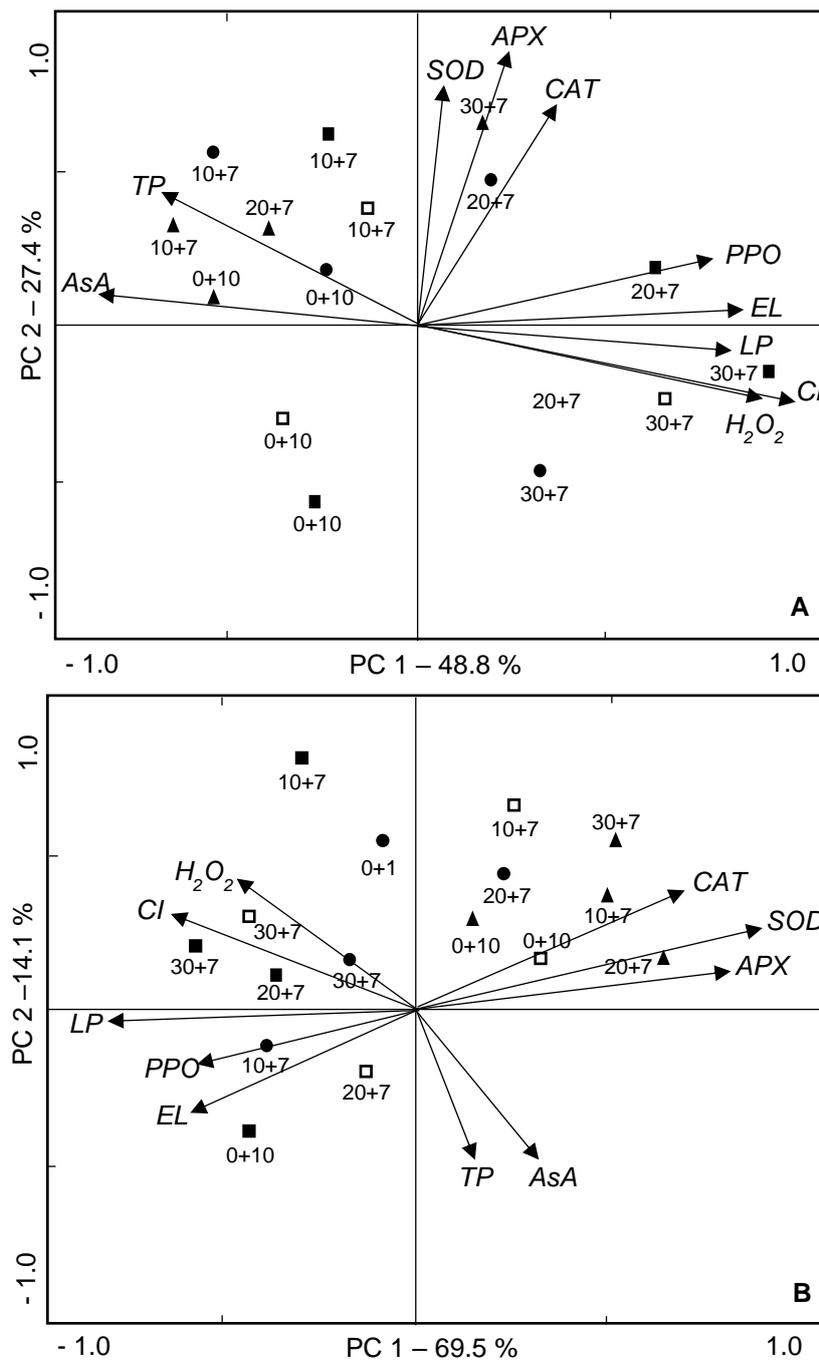 APX
1.0
SOD
CAT
30+7
10+7
10+7
TP
20+7
20+7
10+7
10+7
PPO
AsA
0+10
0+10
20+7
EL
PC 2 – 27.4 %
LP
30+7
CI
20+7
30+7
H2O2
0+10
30+7
0+10
- 1.0
A
- 1.0
PC 1 – 48.8 %
1.0
1.0
10+7
10+7
30+7
0+1
H2O2
CAT
20+7
CI
10+7
SOD
30+7
0+10
0+10
30+7
APX
20+7
30+7
20+7
PC 2 –14.1 %
LP
PPO
10+7
20+7
EL
0+10
TP
AsA
- 1.0
B
- 1.0
PC 1 – 69.5 %
1.0